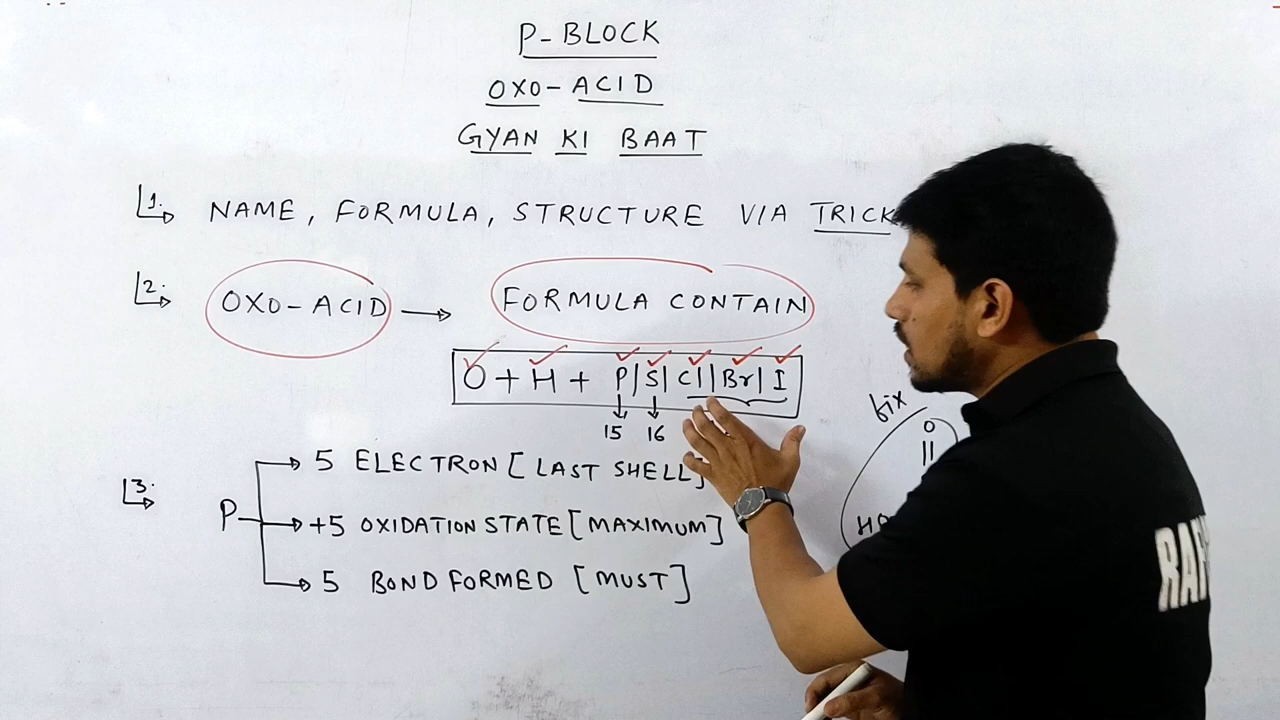 P-BLOCK
OXO-ACID
GYAN KI BAAT
1. NAME, FORMULA, STRUCTURE VIA TRICK
2. OXO-ACID → FORMULA CONTAIN
O + H + P|S|Cl|Br|I
↓ ↓
15 16
3. P → 5 ELECTRON [LAST SHELL]
→ +5 OXIDATION STATE [MAXIMUM]
→ 5 BOND FORMED [MUST]
fix
O
||
HO